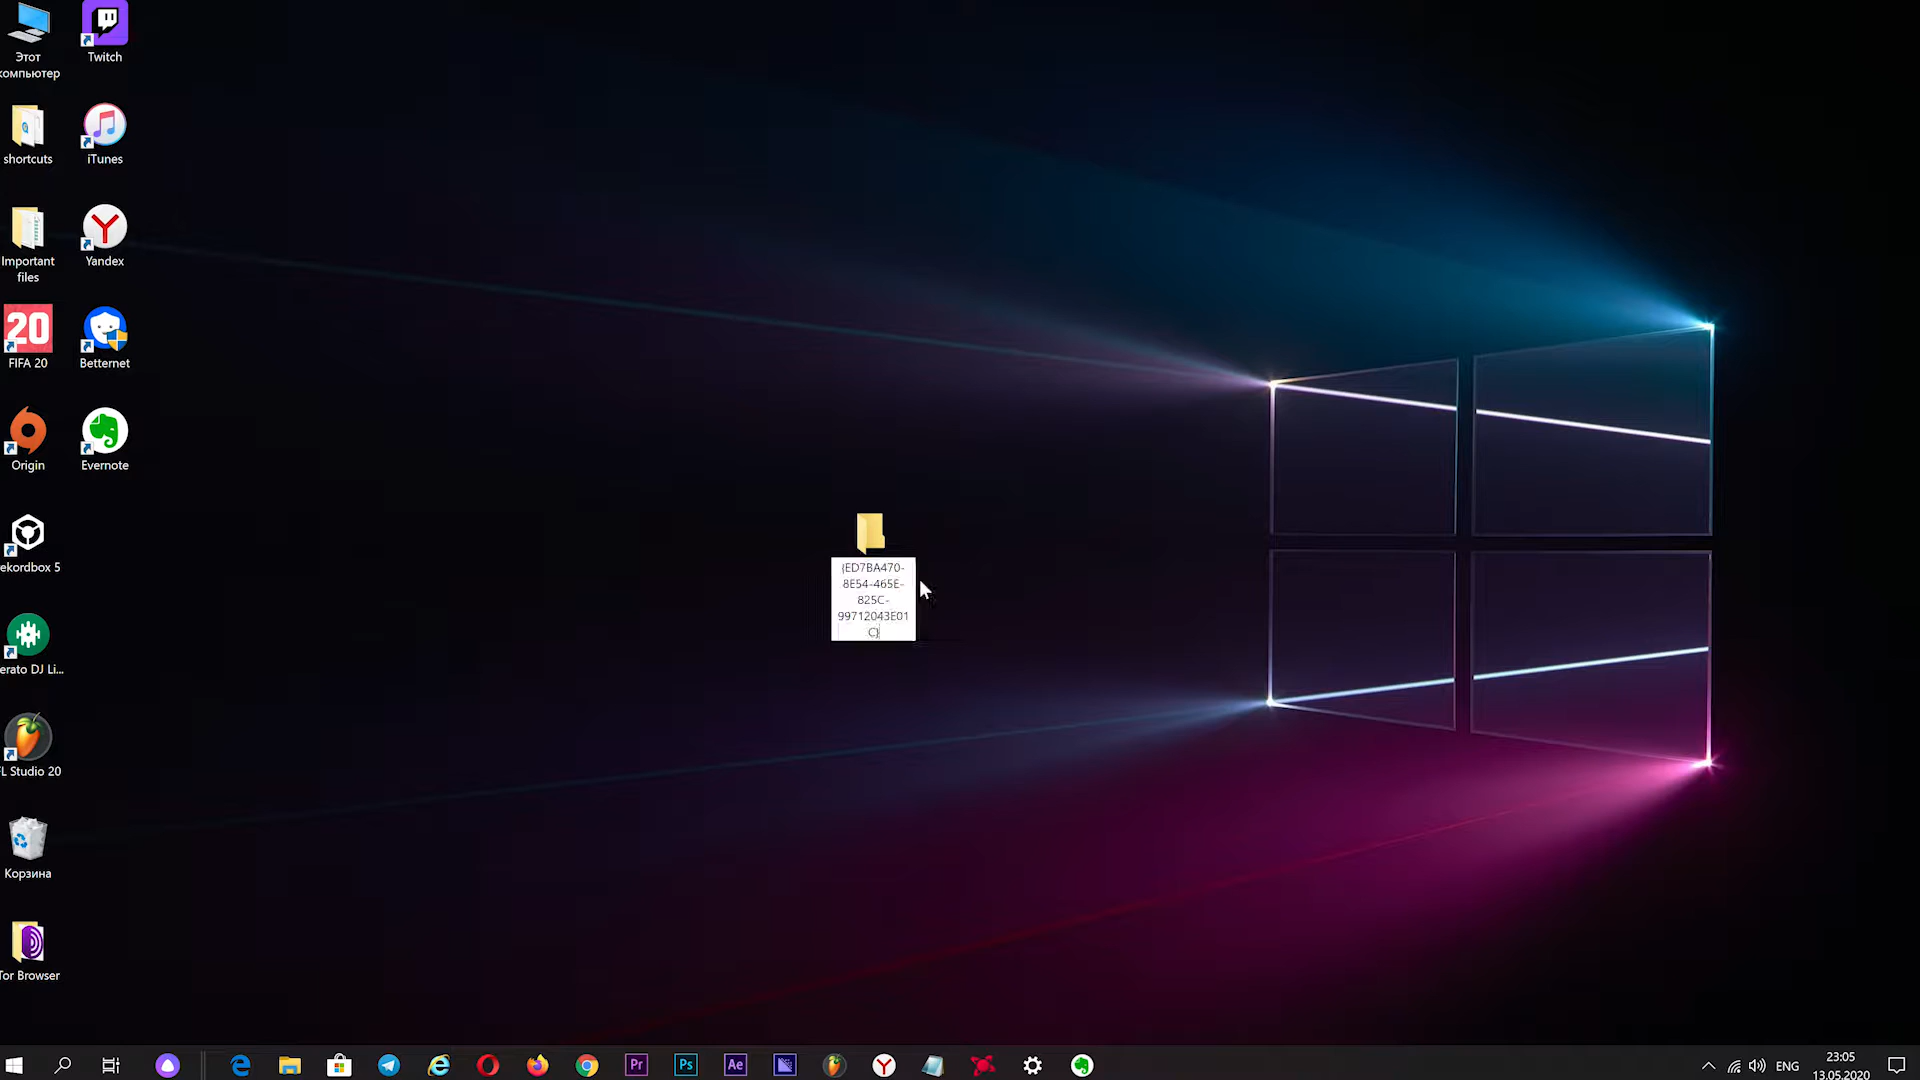 Этот
компьютер
Twitch
shortcuts
iTunes
Important
files
Yandex
20
FIFA 20
Betternet
Origin
Evernote
ekordbox 5
erato DJ Li...
L Studio 20
Корзина
Tor Browser
{ED7BA470-
8E54-465E-
825C-
99712043E01
C}
Pr
Ps
Ae
ENG
23:05
13.05.2020